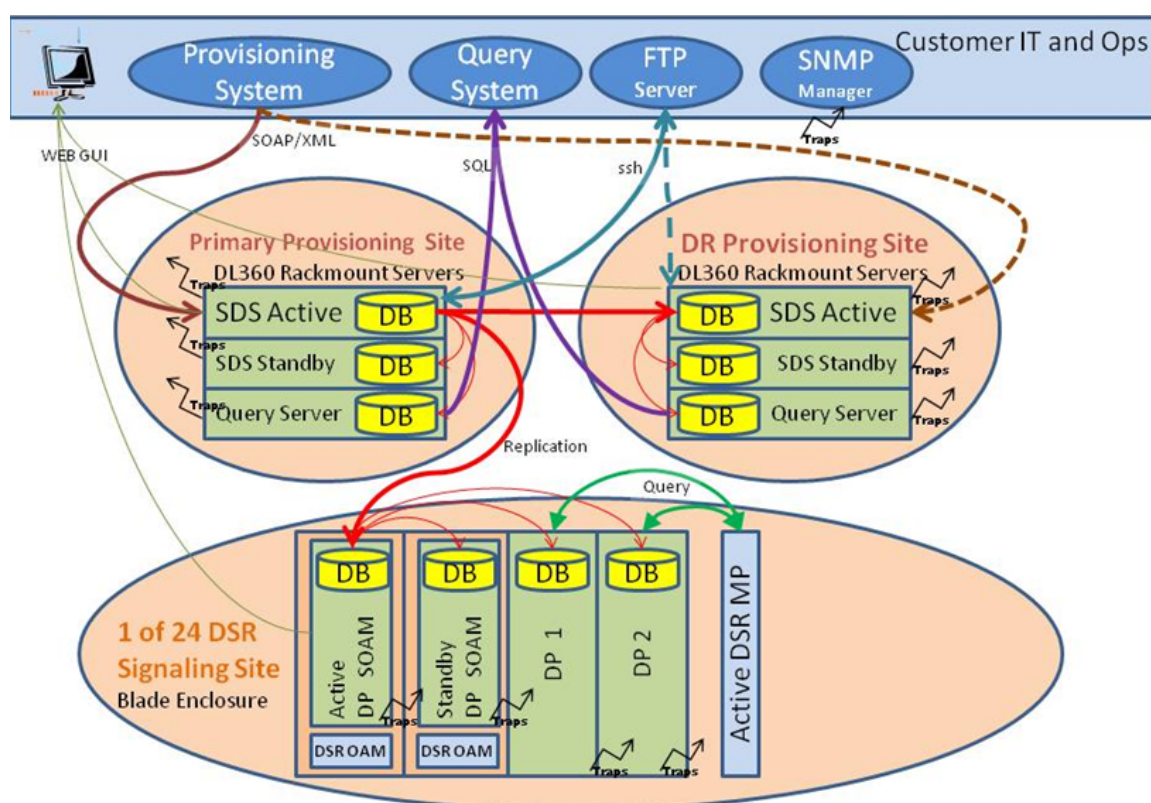 Customer IT and Ops
Provisioning
System
Query
System
FTP
Server
SNMP
Manager
Traps
WEB GUI
SOAP/XML
SQL
ssh
Primary Provisioning Site
DL360 Rackmount Servers
Traps
SDS Active
DB
Traps
SDS Standby
DB
Traps
Query Server
DB
DR Provisioning Site
DL360 Rackmount Servers
Traps
DB
SDS Active
DB
SDS Standby
Traps
DB
Query Server
Traps
Replication
Query
1 of 24 DSR
Signaling Site
Blade Enclosure
DB
Active
DP SOAM
Traps
DSR OAM
DB
Standby
DP SOAM
Traps
DSR OAM
DB
DP 1
Traps
DB
DP 2
Traps
Active DSR MP